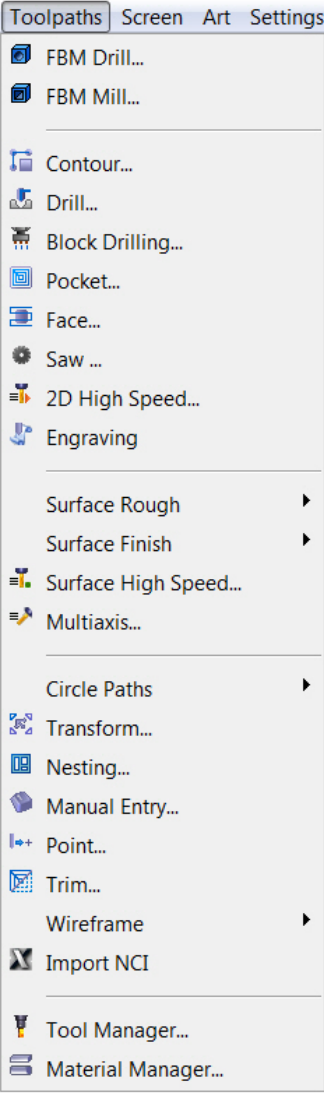 Toolpaths Screen Art Settings
FBM Drill...
FBM Mill...
Contour...
Drill...
Block Drilling...
Pocket...
Face...
Saw ...
2D High Speed...
Engraving
Surface Rough
Surface Finish
Surface High Speed...
Multiaxis...
Circle Paths
Transform...
Nesting...
Manual Entry...
Point...
Trim...
Wireframe
Import NCI
Tool Manager...
Material Manager...